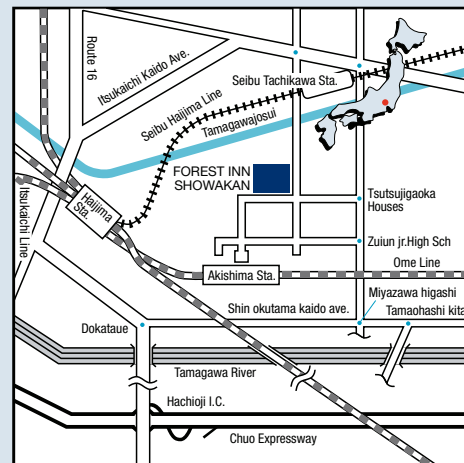 Route 16
Itsukaichi Kaido Ave.
Seibu Tachikawa Sta.
Seibu Haijima Line
Tamagawajosui
FOREST INN
SHOWAKAN
Haijima
Sta.
Itsukaichi Line
Tsutsujigaoka
Houses
Zuiun jr.High Sch
Akishima Sta.
Ome Line
Miyazawa higashi
Shin okutama kaido ave.
Tamaohashi kita
Dokataue
Tamagawa River
Hachioji I.C.
Chuo Expressway